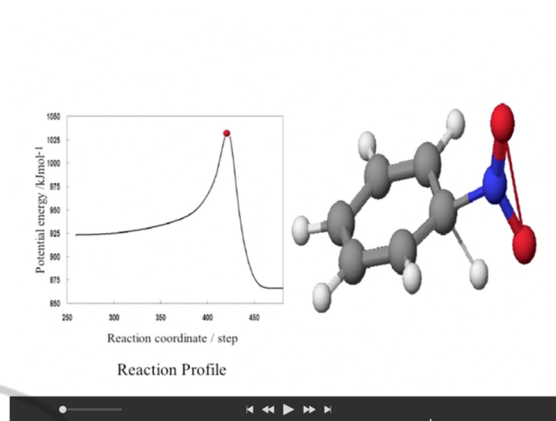 1050
1025
1000
975
950
925
900
875
850
Potential energy /kJmol-1
250 300 350 400 450
Reaction coordinate / step
Reaction Profile